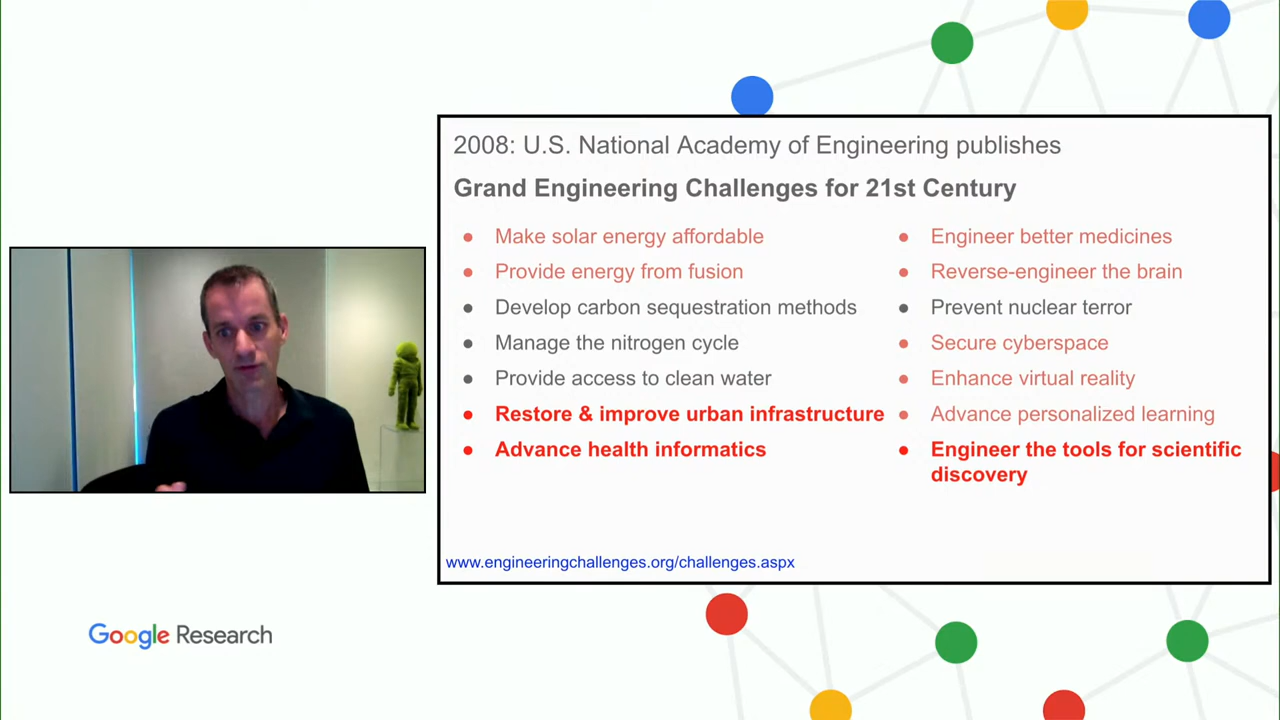 2008: U.S. National Academy of Engineering publishes
Grand Engineering Challenges for 21st Century
Make solar energy affordable
Provide energy from fusion
Develop carbon sequestration methods
Manage the nitrogen cycle
Provide access to clean water
Restore & improve urban infrastructure
Advance health informatics
Engineer better medicines
Reverse-engineer the brain
Prevent nuclear terror
Secure cyberspace
Enhance virtual reality
Advance personalized learning
Engineer the tools for scientific
discovery
www.engineeringchallenges.org/challenges.aspx
Google Research